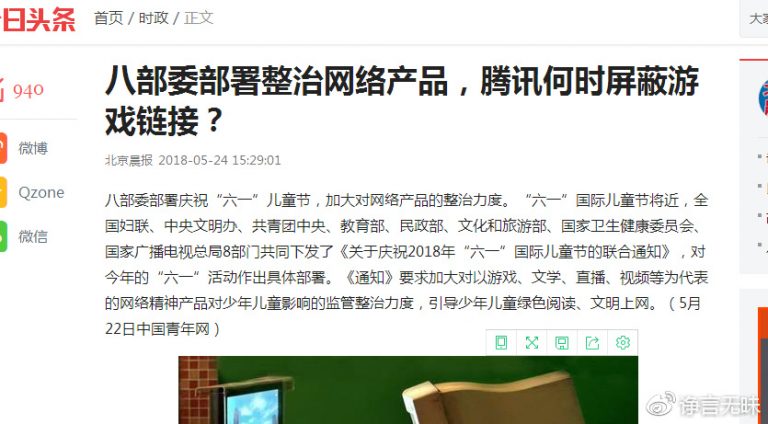 日头条
首页 / 时政 / 正文
大家
940
八部委部署整治网络产品，腾讯何时屏蔽游
戏链接？
北京晨报 2018-05-24 15:29:01
微博
Qzone
微信
八部委部署庆祝“六一”儿童节，加大对网络产品的整治力度。“六一”国际儿童节将近，全
国妇联、中央文明办、共青团中央、教育部、民政部、文化和旅游部、国家卫生健康委员会、
国家广播电视总局8部门共同下发了《关于庆祝2018年“六一”国际儿童节的联合通知》，对
今年的“六一”活动作出具体部署。《通知》要求加大对以游戏、文学、直播、视频等为代表
的网络精神产品对少年儿童影响的监管整治力度，引导少年儿童绿色阅读、文明上网。（5月
22日中国青年网）
诤言无昧